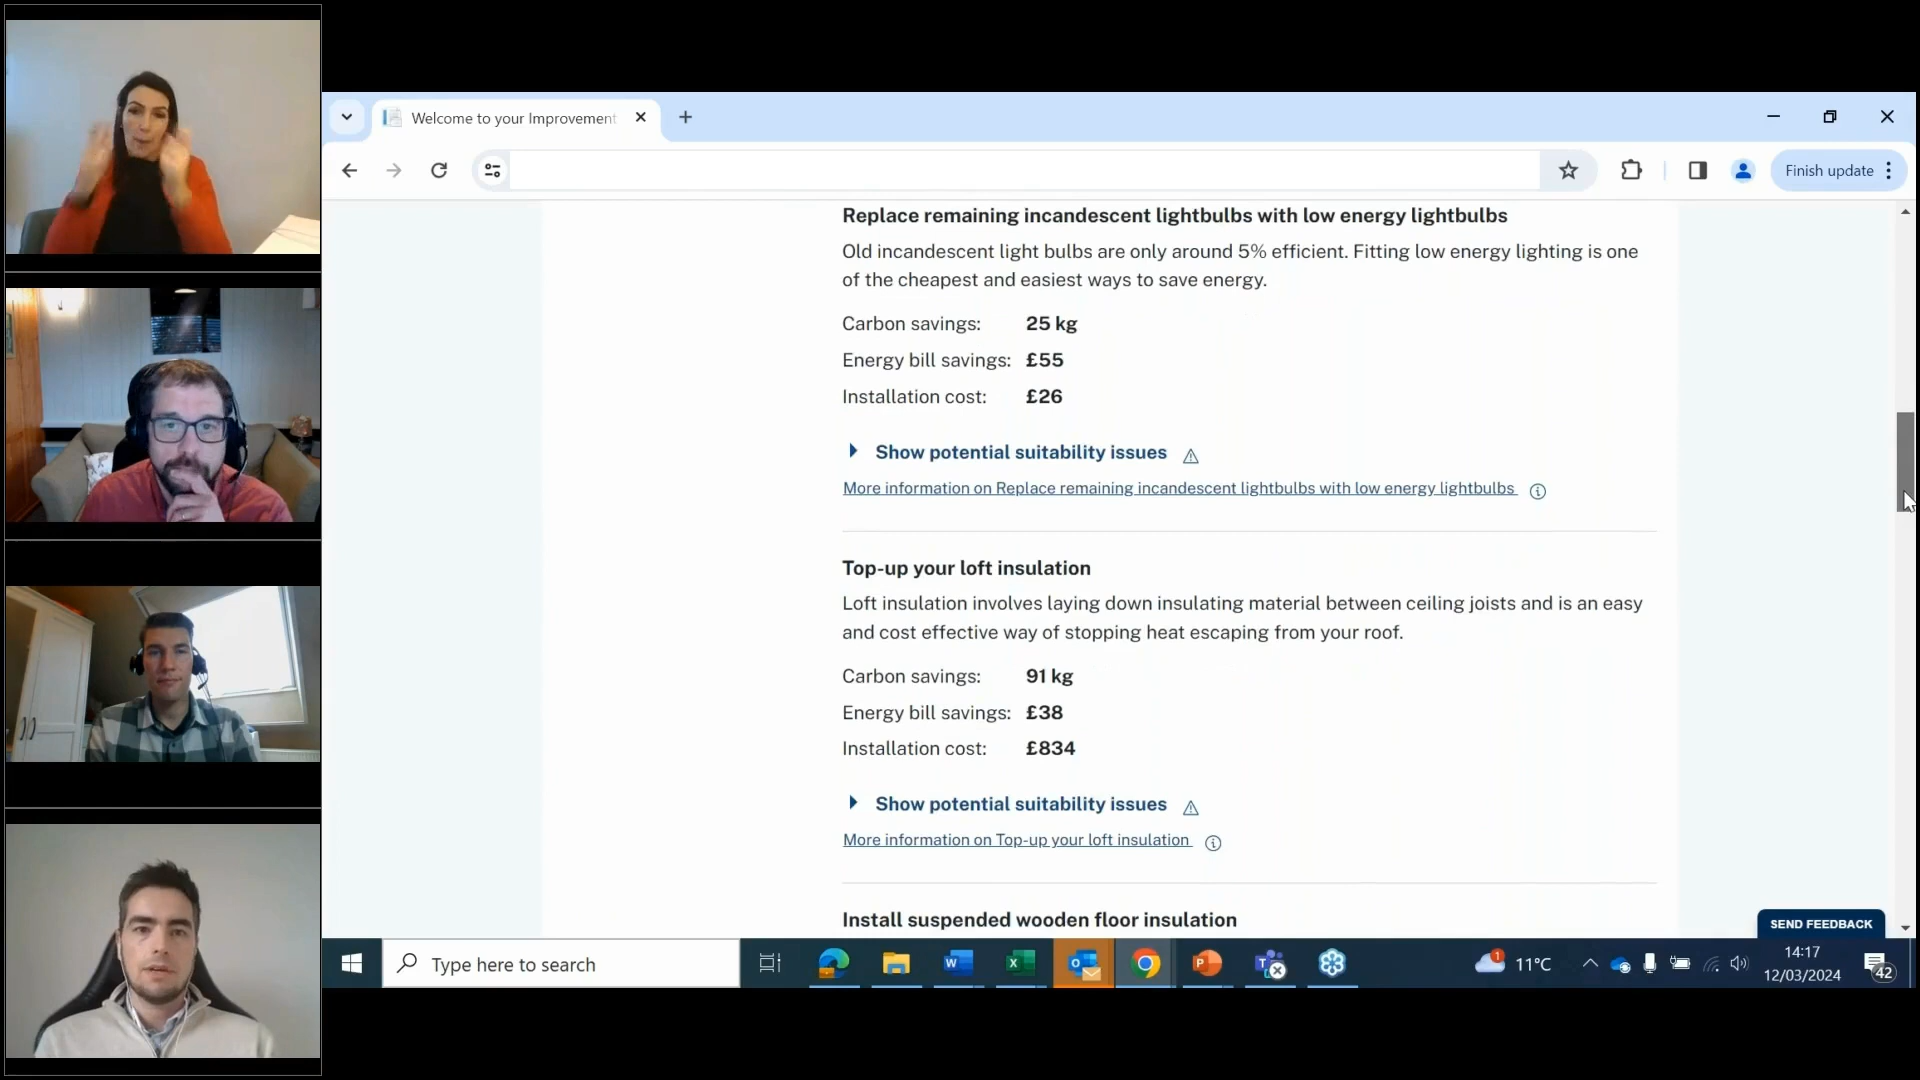 Welcome to your Improvement
Finish update
Replace remaining incandescent lightbulbs with low energy lightbulbs
Old incandescent light bulbs are only around 5% efficient. Fitting low energy lighting is one
of the cheapest and easiest ways to save energy.
Carbon savings: 25 kg
Energy bill savings: £55
Installation cost: £26
Show potential suitability issues
More information on Replace remaining incandescent lightbulbs with low energy lightbulbs
Top-up your loft insulation
Loft insulation involves laying down insulating material between ceiling joists and is an easy
and cost effective way of stopping heat escaping from your roof.
Carbon savings: 91 kg
Energy bill savings: £38
Installation cost: £834
Show potential suitability issues
More information on Top-up your loft insulation
Install suspended wooden floor insulation
SEND FEEDBACK
Type here to search
1
11°C
14:17
12/03/2024
42